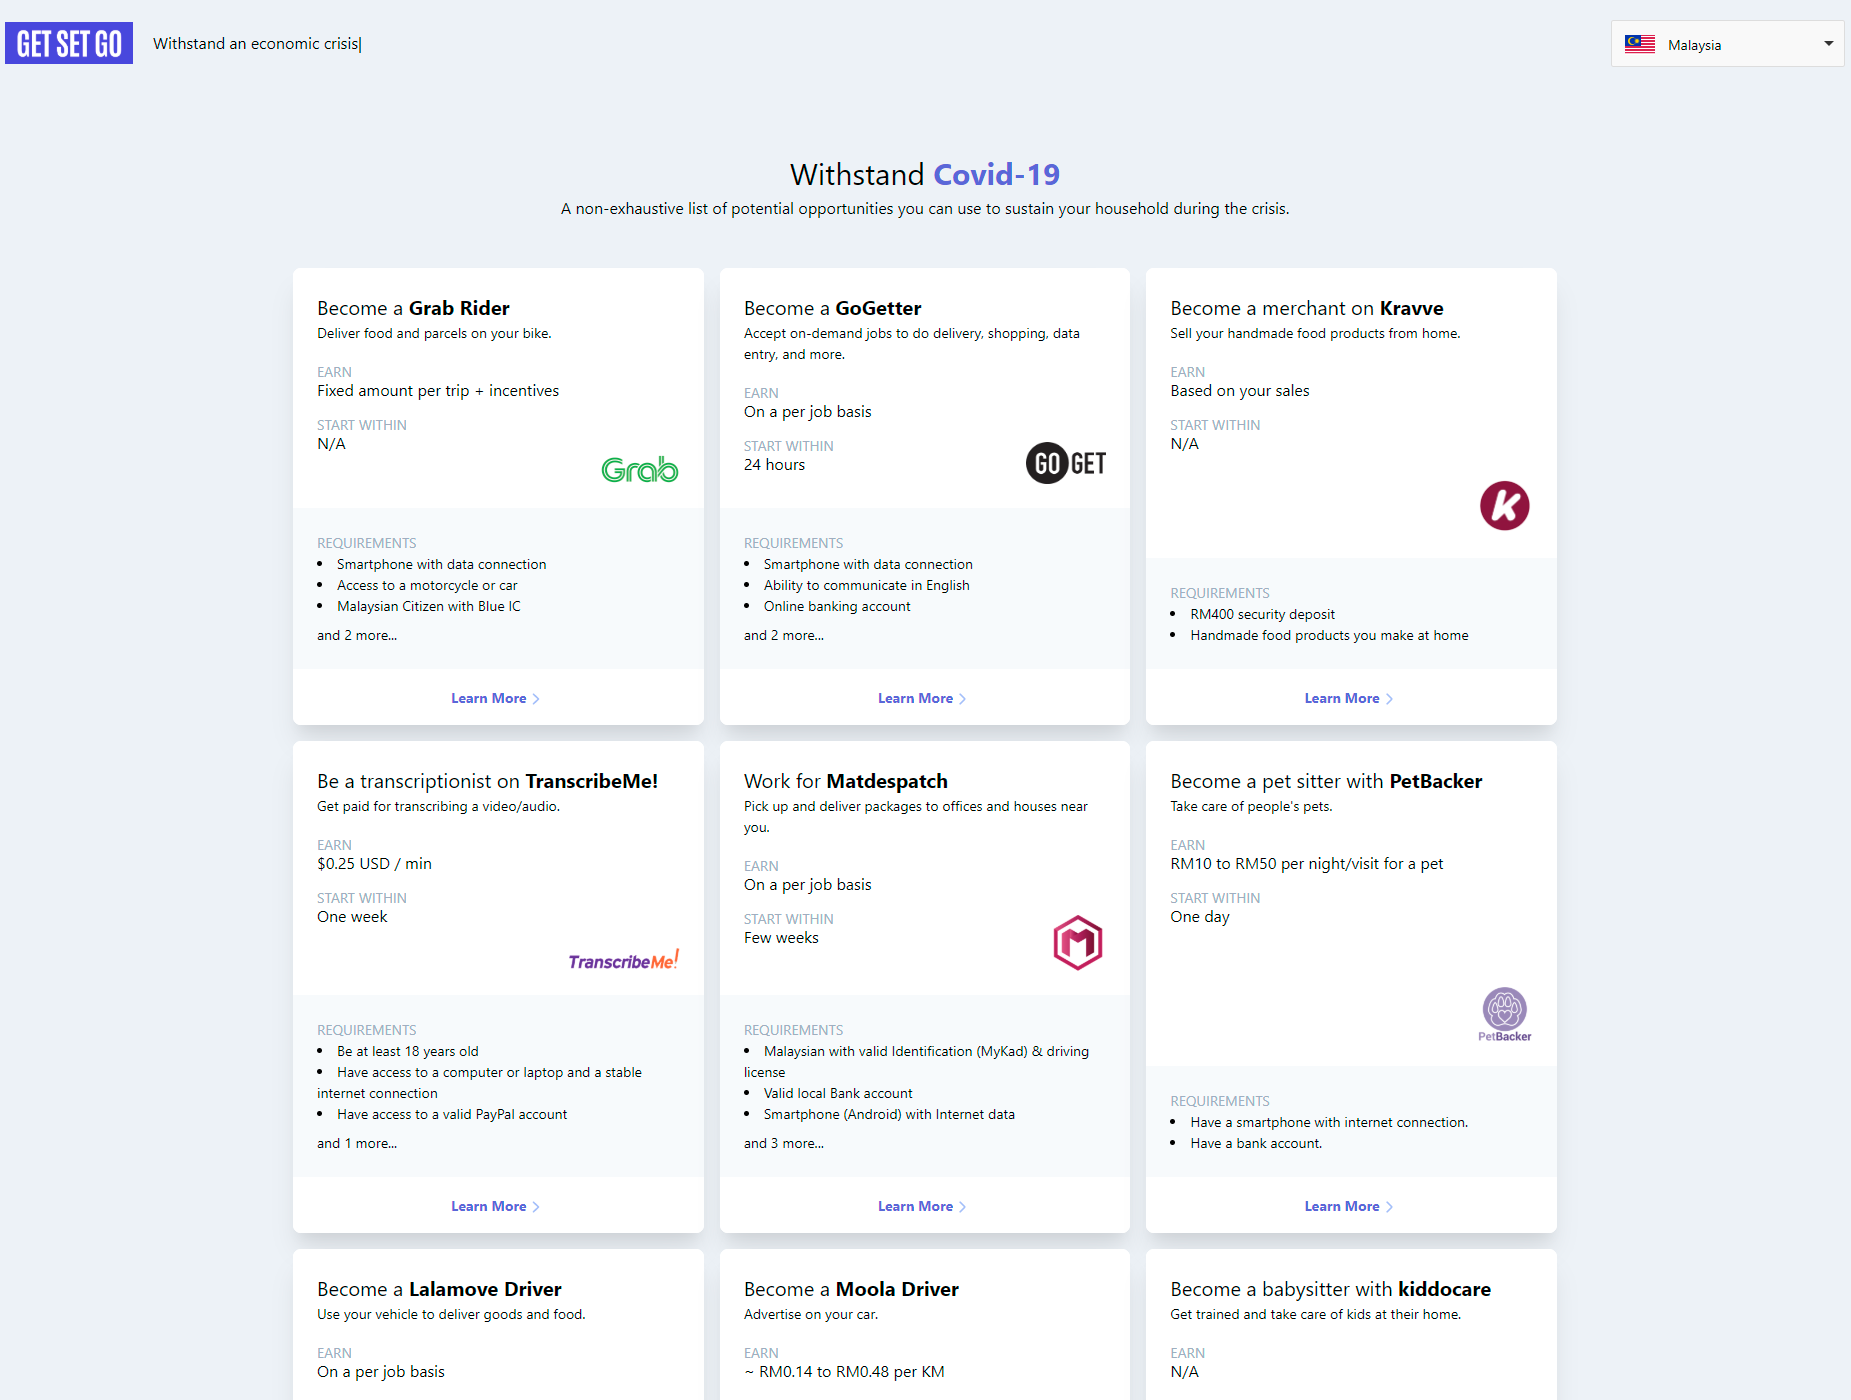 GET SET GO
Withstand an economic crisis|
Malaysia
Withstand Covid-19
A non-exhaustive list of potential opportunities you can use to sustain your household during the crisis.
Become a Grab Rider
Deliver food and parcels on your bike.
EARN
Fixed amount per trip + incentives
START WITHIN
N/A
Grab
REQUIREMENTS
• Smartphone with data connection
• Access to a motorcycle or car
• Malaysian Citizen with Blue IC
and 2 more...
Learn More
Become a GoGetter
Accept on-demand jobs to do delivery, shopping, data
entry, and more.
EARN
On a per job basis
START WITHIN
24 hours
GO GET
REQUIREMENTS
• Smartphone with data connection
• Ability to communicate in English
• Online banking account
and 2 more...
Learn More
Become a merchant on Kravve
Sell your handmade food products from home.
EARN
Based on your sales
START WITHIN
N/A
K
REQUIREMENTS
• RM400 security deposit
• Handmade food products you make at home
Learn More
Be a transcriptionist on TranscribeMe!
Get paid for transcribing a video/audio.
EARN
$0.25 USD / min
START WITHIN
One week
TranscribeMe!
REQUIREMENTS
• Be at least 18 years old
• Have access to a computer or laptop and a stable
internet connection
• Have access to a valid PayPal account
and 1 more...
Learn More
Work for Matdespatch
Pick up and deliver packages to offices and houses near
you.
EARN
On a per job basis
START WITHIN
Few weeks
M
REQUIREMENTS
• Malaysian with valid Identification (MyKad) & driving
license
• Valid local Bank account
• Smartphone (Android) with Internet data
and 3 more...
Learn More
Become a pet sitter with PetBacker
Take care of people's pets.
EARN
RM10 to RM50 per night/visit for a pet
START WITHIN
One day
PetBacker
REQUIREMENTS
• Have a smartphone with internet connection.
• Have a bank account.
Learn More
Become a Lalamove Driver
Use your vehicle to deliver goods and food.
EARN
On a per job basis
Become a Moola Driver
Advertise on your car.
EARN
~ RM0.14 to RM0.48 per KM
Become a babysitter with kiddocare
Get trained and take care of kids at their home.
EARN
N/A